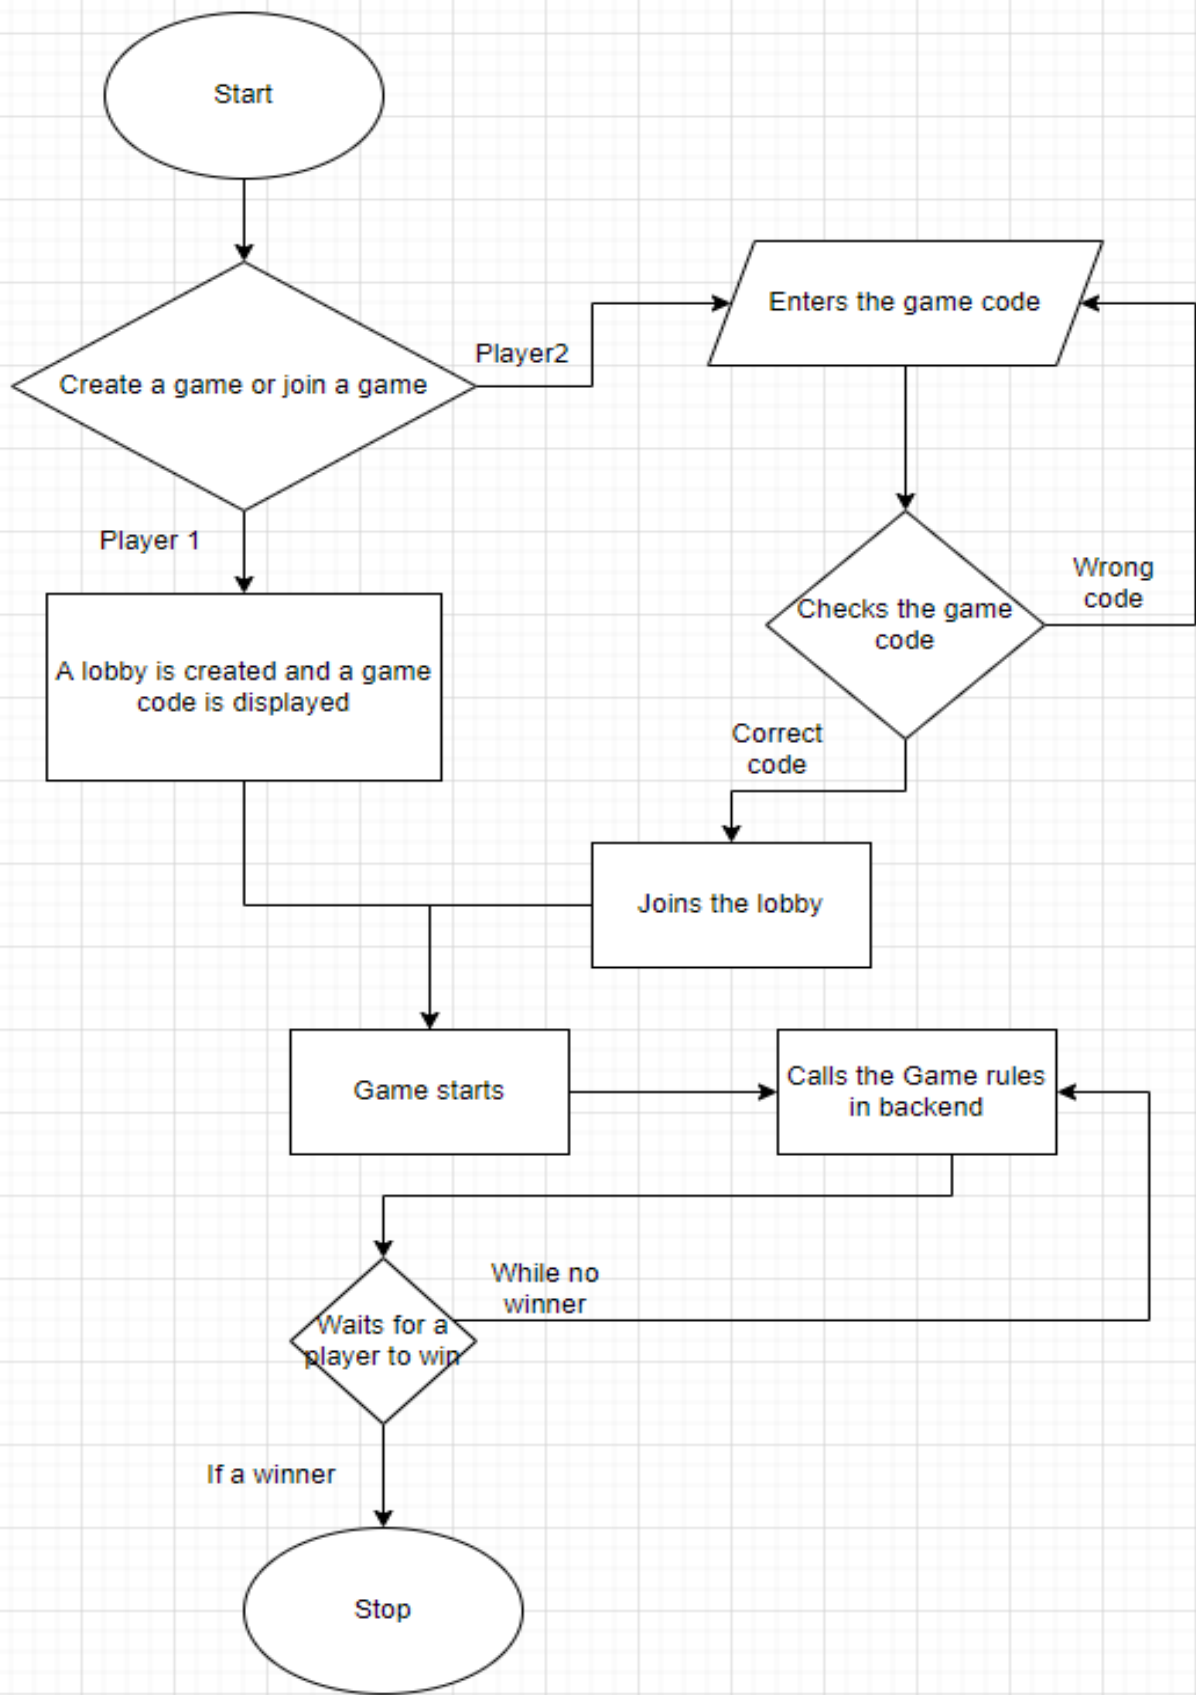 Start
Create a game or join a game
Player2
Enters the game code
Player 1
Wrong
code
Checks the game
code
A lobby is created and a game
code is displayed
Correct
code
Joins the lobby
Game starts
Calls the Game rules
in backend
While no
winner
Waits for a
player to win
If a winner
Stop